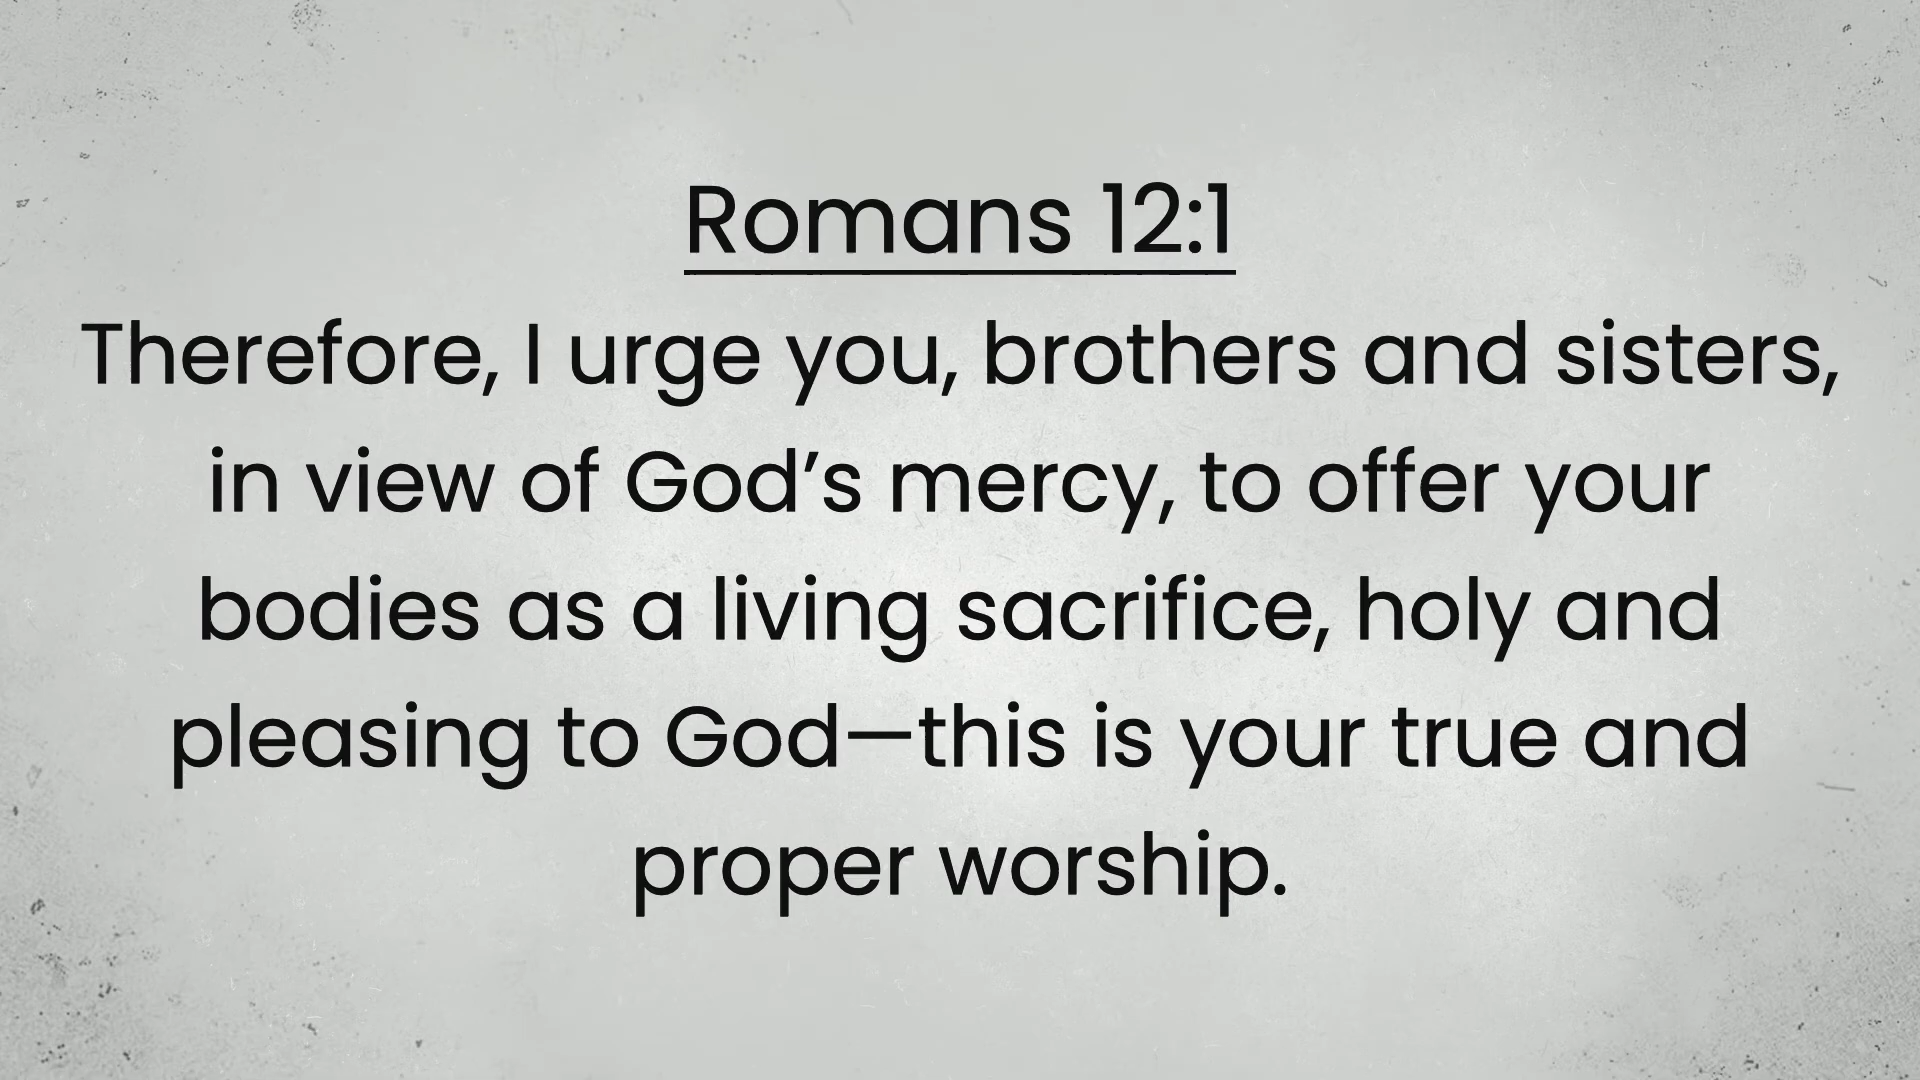 Romans 12:1
Therefore, I urge you, brothers and sisters,
in view of God’s mercy, to offer your
bodies as a living sacrifice, holy and
pleasing to God—this is your true and
proper worship.